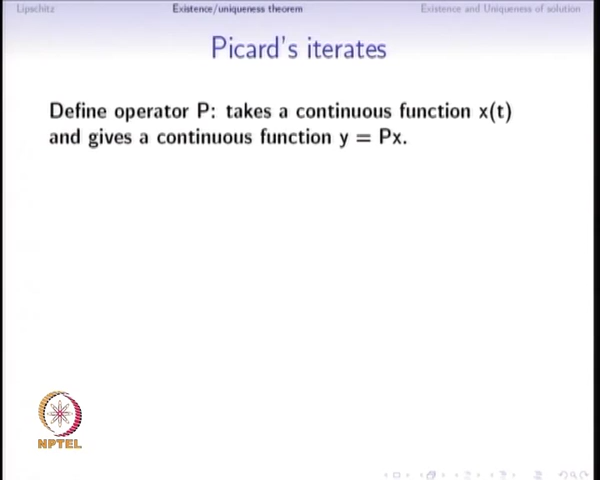 Lipschitz
Existence/uniqueness theorem
Existence and Uniqueness of solution
Picard's iterates
Define operator P: takes a continuous function x(t)
and gives a continuous function y = Px.
NPTEL